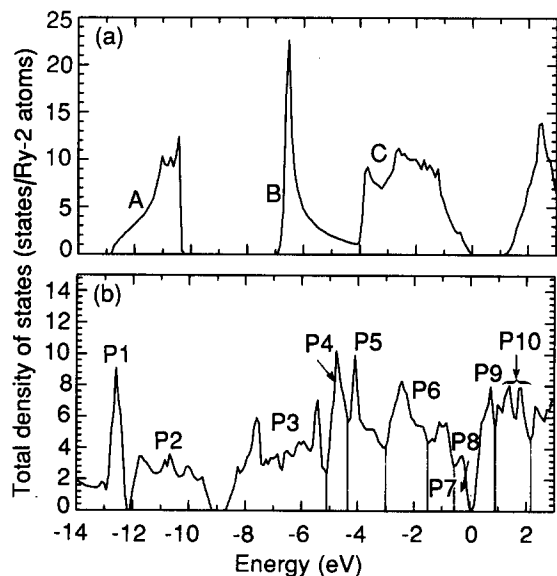 Total density of states (states/Ry-2 atoms)
25
20
15
10
5
0
(a)
A
B
C
14
12
10
8
6
4
2
0
(b)
P1
P2
P3
P4
P5
P6
P7
P8
P9
P10
-14 -12 -10 -8 -6 -4 -2 0 2
Energy (eV)